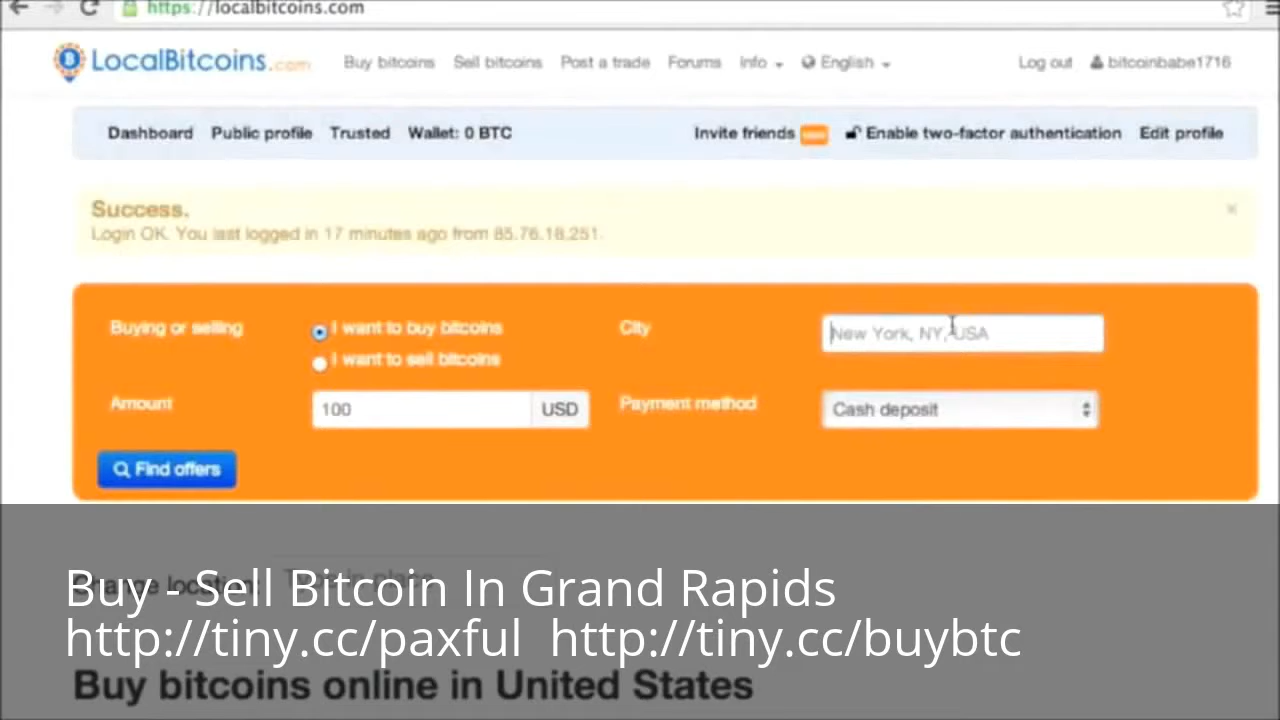 https://localbitcoins.com
LocalBitcoins.com Buy bitcoins Sell bitcoins Post a trade Forums Info English Log out bitcoinbabe1716
Dashboard Public profile Trusted Wallet: 0 BTC Invite friends Enable two-factor authentication Edit profile
Success.
Login OK. You last logged in 17 minutes ago from 85.76.18.251.
Buying or selling I want to buy bitcoins City New York, NY, USA
I want to sell bitcoins
Amount 100 USD Payment method Cash deposit
Find offers
Change location:
Buy - Sell Bitcoin In Grand Rapids
http://tiny.cc/paxful http://tiny.cc/buybtc
Buy bitcoins online in United States